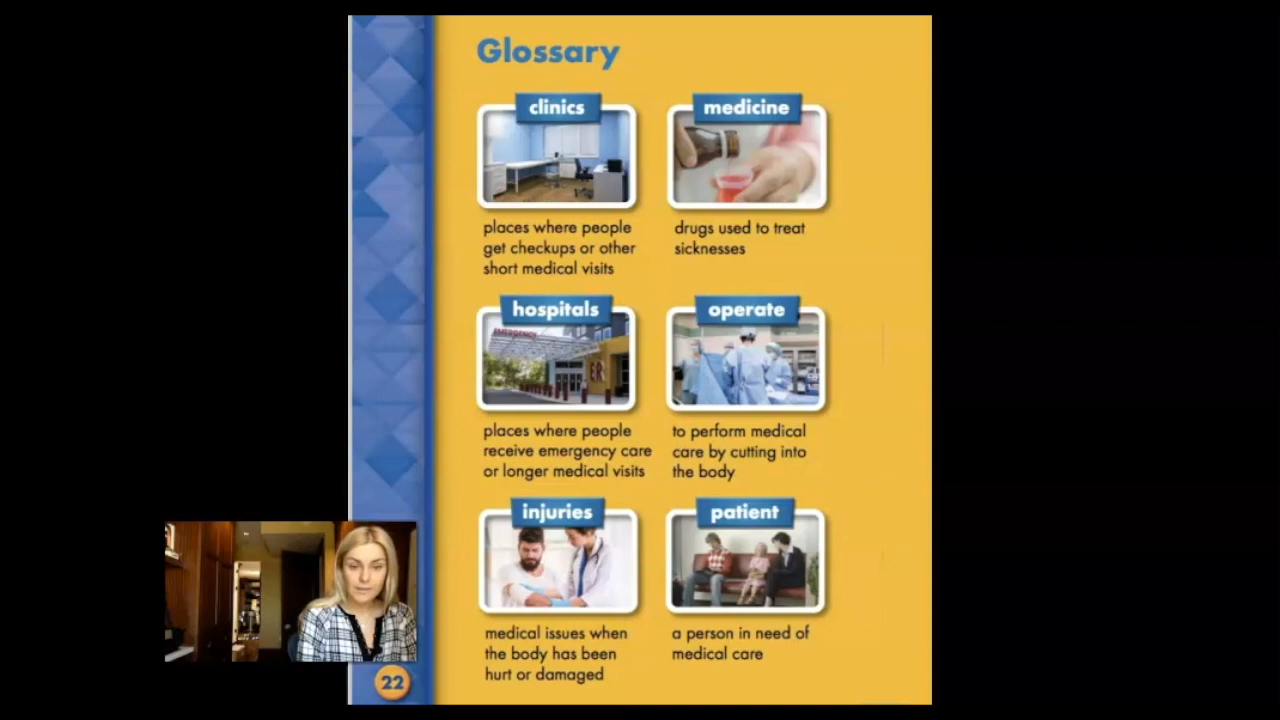 Glossary
clinics
places where people
get checkups or other
short medical visits
medicine
drugs used to treat
sicknesses
hospitals
EMERGENCY
ER
places where people
receive emergency care
or longer medical visits
operate
to perform medical
care by cutting into
the body
injuries
medical issues when
the body has been
hurt or damaged
patient
a person in need of
medical care
22